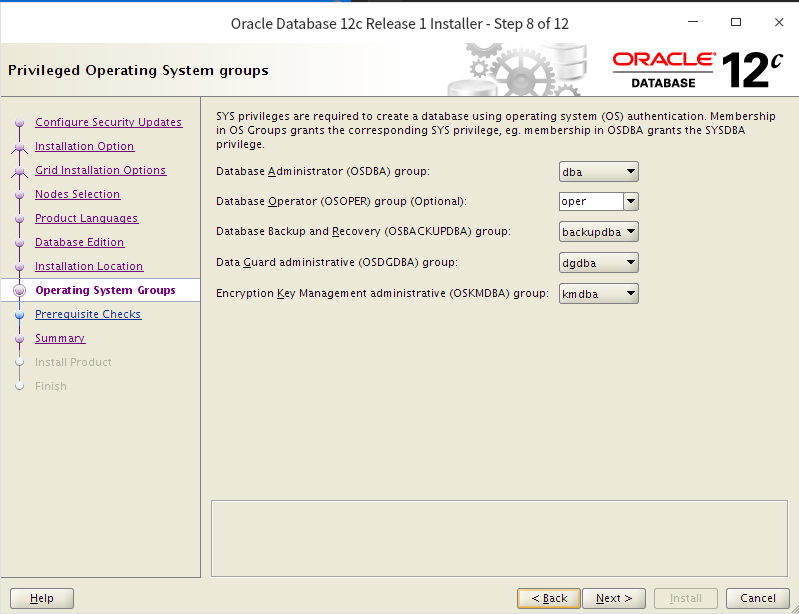 Oracle Database 12c Release 1 Installer - Step 8 of 12
Privileged Operating System groups
ORACLE
DATABASE
12c
Configure Security Updates
Installation Option
Grid Installation Options
Nodes Selection
Product Languages
Database Edition
Installation Location
Operating System Groups
Prerequisite Checks
Summary
Install Product
Finish
SYS privileges are required to create a database using operating system (OS) authentication. Membership
in OS Groups grants the corresponding SYS privilege, eg. membership in OSDBA grants the SYSDBA
privilege.
Database Administrator (OSDBA) group: dba
Database Operator (OSOPER) group (Optional): oper
Database Backup and Recovery (OSBACKUPDBA) group: backupdba
Data Guard administrative (OSDGDBA) group: dgdba
Encryption Key Management administrative (OSKMDBA) group: kmdba
Help
< Back
Next >
Install
Cancel